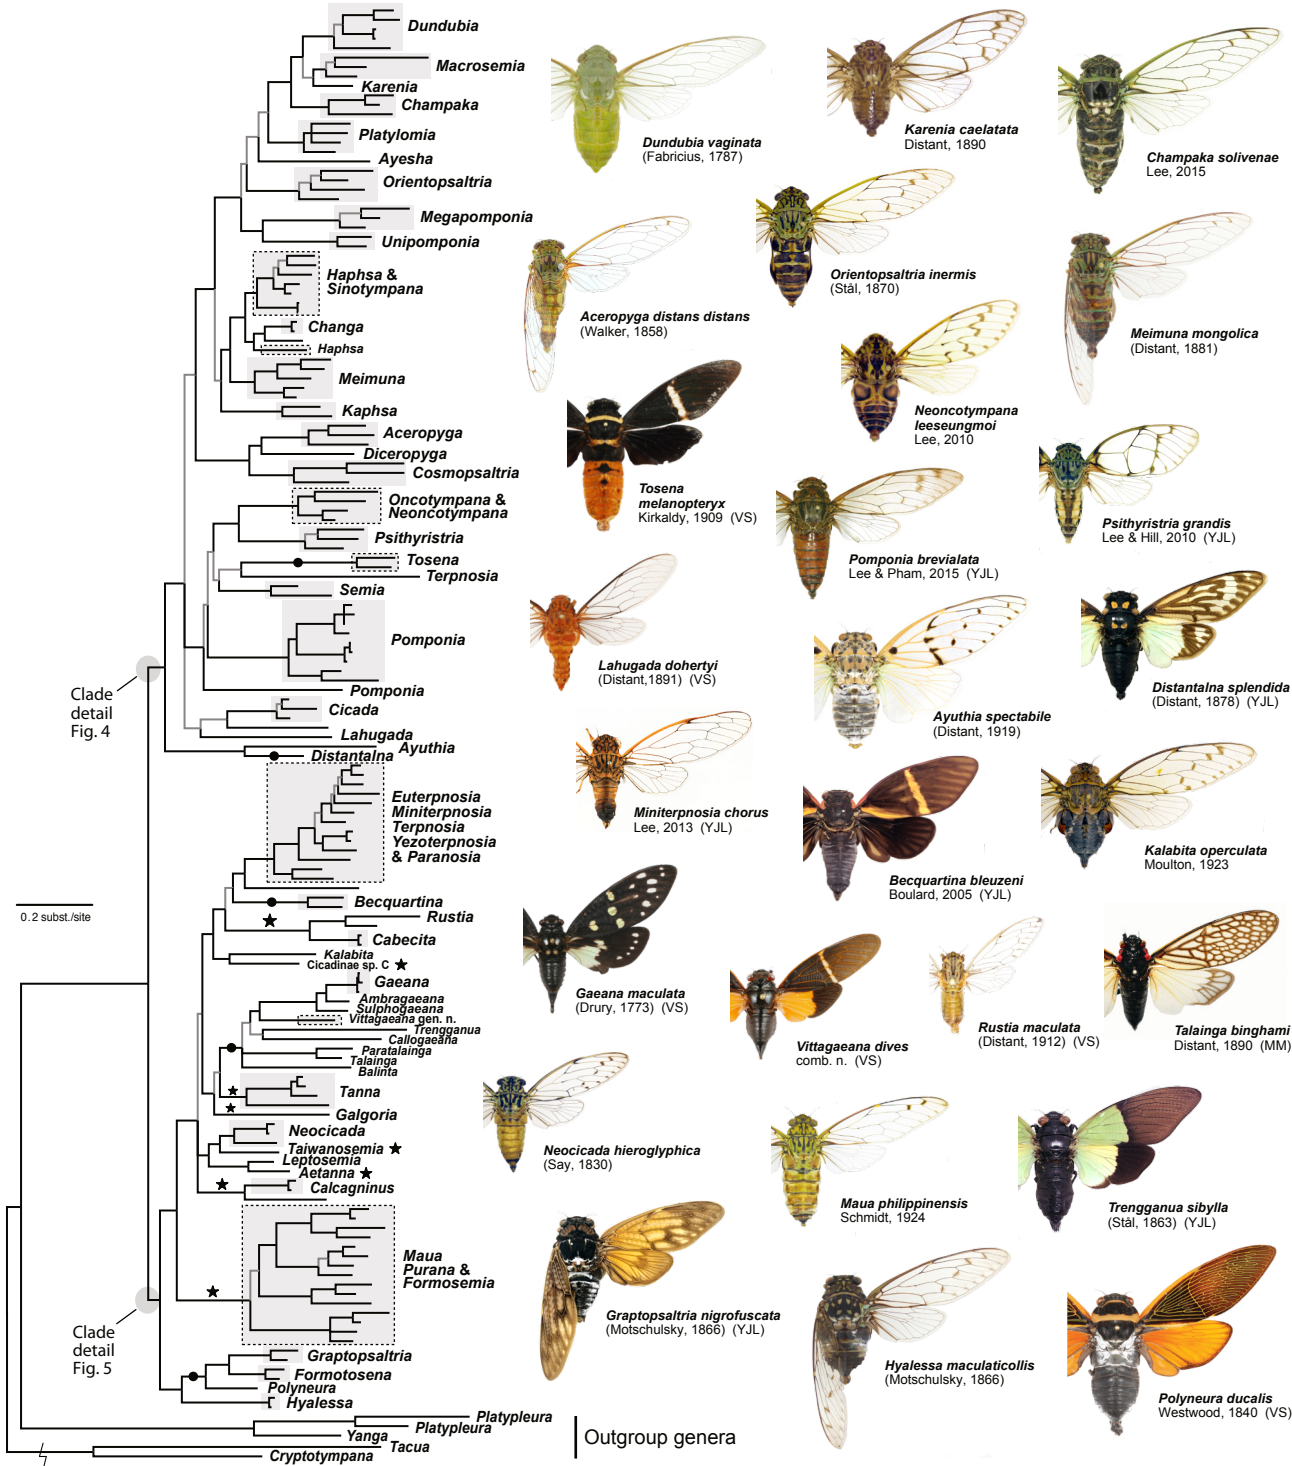 Dundubia
Macrosemia
Karenia
Champaka
Platylomia
Ayesha
Orientopsaltria
Megapomponia
Unipomponia
Haphsa &
Sinotympana
Changa
Haphsa
Meimuna
Kaphsa
Aceropyga
Diceropyga
Cosmopsaltria
Oncotympana &
Neoncotympana
Psithyristria
Tosena
Terpnosia
Semia
Pomponia
Pomponia
Cicada
Lahugada
Ayuthia
Distantalna
Clade
detail
Fig. 4
Euterpnosia
Miniterpnosia
Terpnosia
Yezoterpnosia
& Paranosia
0.2 subst./site
Becquartina
Rustia
Cabecita
Kalabita
Cicadinae sp. C
Gaeana
Ambragaeana
Sulphogaeana
Vittagaeana gen. n.
Trengganua
Callogaeana
Paratalainga
Talainga
Balinta
Tanna
Galgoria
Neocicada
Taiwanosemia
Leptosemia
Aetanna
Calcagninus
Maua
Purana &
Formosemia
Clade
detail
Fig. 5
Graptopsaltria
Formotosena
Polyneura
Hyalessa
Platypleura
Platypleura
Yanga
Tacua
Cryptotympana
Outgroup genera
Dundubia vaginata
(Fabricius, 1787)
Karenia caelatata
Distant, 1890
Champaka solivenae
Lee, 2015
Aceropyga distans distans
(Walker, 1858)
Orientopsaltria inermis
(Stål, 1870)
Meimuna mongolica
(Distant, 1881)
Tosena
melanopteryx
Kirkaldy, 1909 (VS)
Neoncotympana
leeseungmoi
Lee, 2010
Psithyristria grandis
Lee & Hill, 2010 (YJL)
Pomponia brevialata
Lee & Pham, 2015 (YJL)
Lahugada dohertyi
(Distant,1891) (VS)
Ayuthia spectabile
(Distant, 1919)
Distantalna splendida
(Distant, 1878) (YJL)
Miniterpnosia chorus
Lee, 2013 (YJL)
Becquartina bleuzeni
Boulard, 2005 (YJL)
Kalabita operculata
Moulton, 1923
Gaeana maculata
(Drury, 1773) (VS)
Vittagaeana dives
comb. n. (VS)
Rustia maculata
(Distant, 1912) (VS)
Talainga binghami
Distant, 1890 (MM)
Neocicada hieroglyphica
(Say, 1830)
Maua philippinensis
Schmidt, 1924
Trengganua sibylla
(Stål, 1863) (YJL)
Graptopsaltria nigrofuscata
(Motschulsky, 1866) (YJL)
Hyalessa maculaticollis
(Motschulsky, 1866)
Polyneura ducalis
Westwood, 1840 (VS)